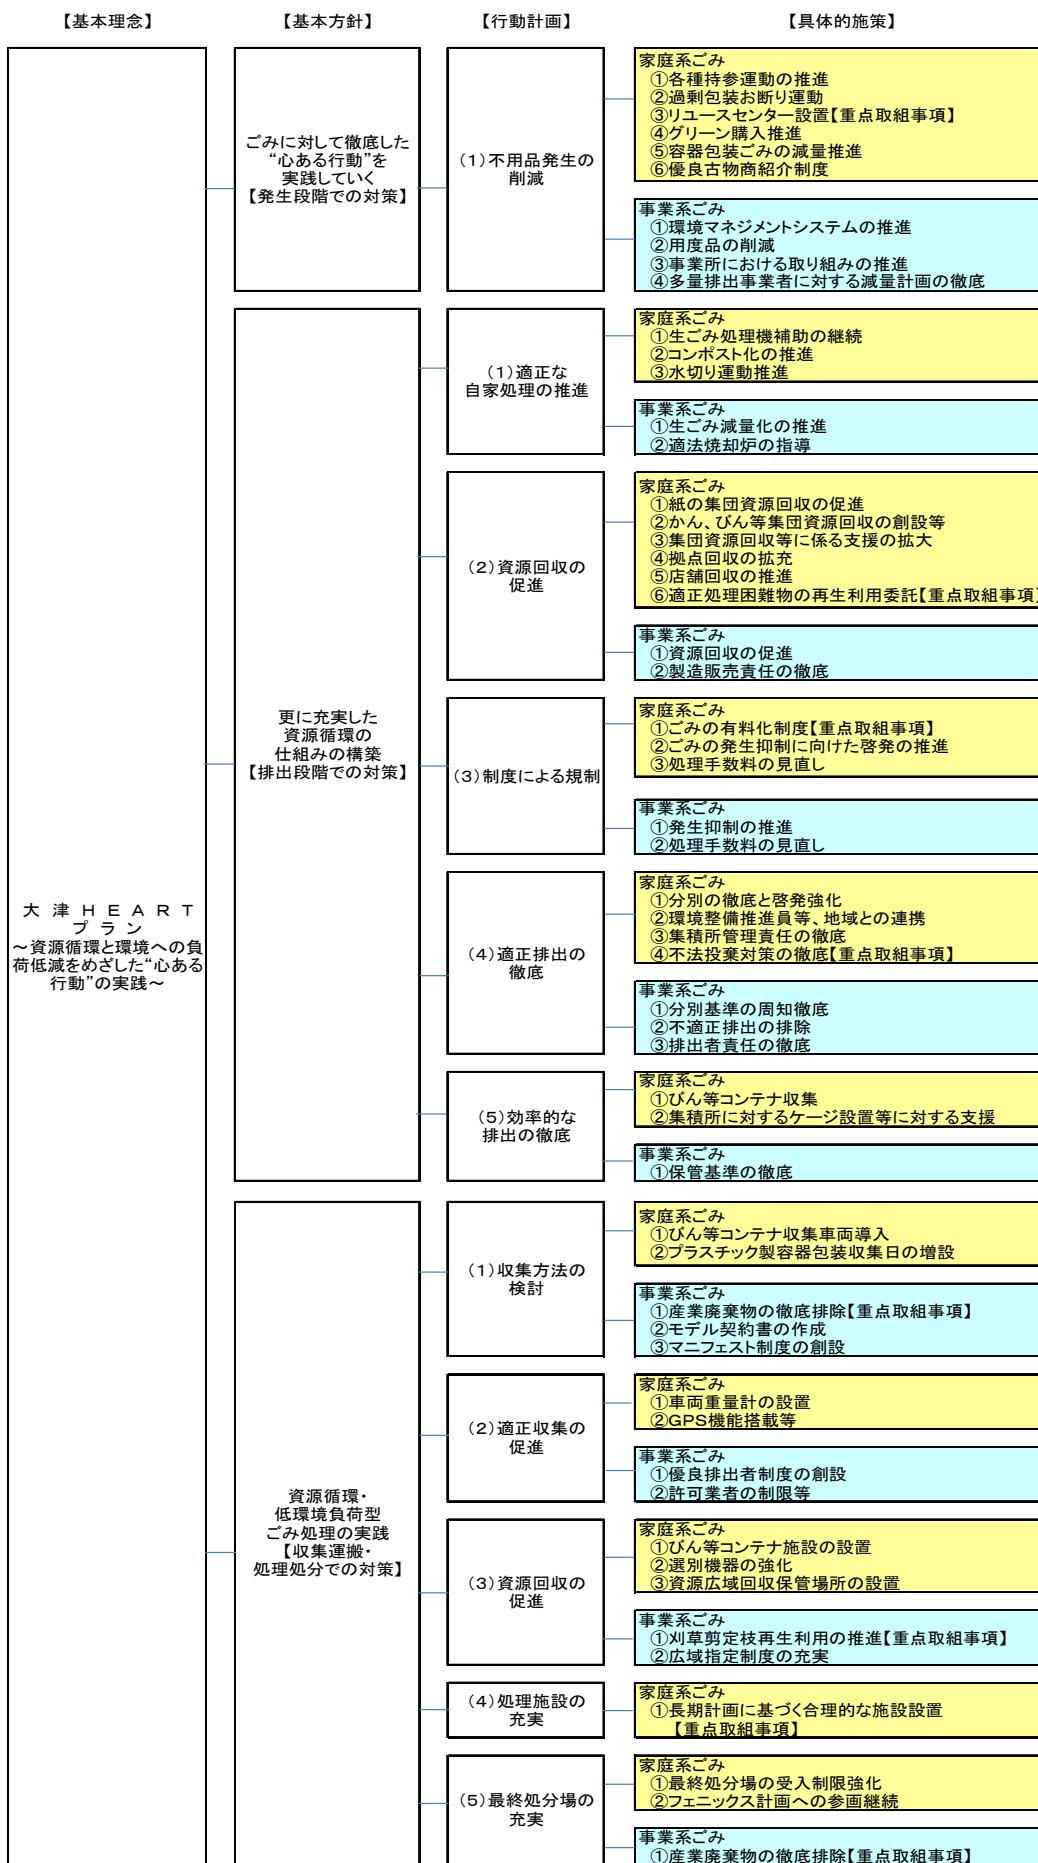 【基本理念】
【基本方針】
【行動計画】
【具体的施策】
大津ＨＥＡＲＴ
プラン
～資源循環と環境への負
荷低減をめざした“心ある
行動”の実践～
ごみに対して徹底した
“心ある行動”を
実践していく
【発生段階での対策】
(１)不用品発生の
削減
家庭系ごみ
①各種持参運動の推進
②過剰包装お断り運動
③リユースセンター設置【重点取組事項】
④グリーン購入推進
⑤容器包装ごみの減量推進
⑥優良古物商紹介制度
事業系ごみ
①環境マネジメントシステムの推進
②用度品の削減
③事業所における取り組みの推進
④多量排出事業者に対する減量計画の徹底
更に充実した
資源循環の
仕組みの構築
【排出段階での対策】
(１)適正な
自家処理の推進
家庭系ごみ
①生ごみ処理機補助の継続
②コンポスト化の推進
③水切り運動推進
事業系ごみ
①生ごみ減量化の推進
②適法焼却炉の指導
(２)資源回収の
促進
家庭系ごみ
①紙の集団資源回収の促進
②かん、びん等集団資源回収の創設等
③集団資源回収等に係る支援の拡大
④拠点回収の拡充
⑤店舗回収の推進
⑥適正処理困難物の再生利用委託【重点取組事項】
事業系ごみ
①資源回収の促進
②製造販売責任の徹底
(３)制度による規制
家庭系ごみ
①ごみの有料化制度【重点取組事項】
②ごみの発生抑制に向けた啓発の推進
③処理手数料の見直し
事業系ごみ
①発生抑制の推進
②処理手数料の見直し
(４)適正排出の
徹底
家庭系ごみ
①分別の徹底と啓発強化
②環境整備推進員等、地域との連携
③集積所管理責任の徹底
④不法投棄対策の徹底【重点取組事項】
事業系ごみ
①分別基準の周知徹底
②不適正排出の排除
③排出者責任の徹底
(５)効率的な
排出の徹底
家庭系ごみ
①びん等コンテナ収集
②集積所に対するケージ設置等に対する支援
事業系ごみ
①保管基準の徹底
資源循環・
低環境負荷型
ごみ処理の実践
【収集運搬・
処理処分での対策】
(１)収集方法の
検討
家庭系ごみ
①びん等コンテナ収集車両導入
②プラスチック製容器包装収集日の増設
事業系ごみ
①産業廃棄物の徹底排除【重点取組事項】
②モデル契約書の作成
③マニフェスト制度の創設
(２)適正収集の
促進
家庭系ごみ
①車両重量計の設置
②GPS機能搭載等
事業系ごみ
①優良排出者制度の創設
②許可業者の制限等
(３)資源回収の
促進
家庭系ごみ
①びん等コンテナ施設の設置
②選別機器の強化
③資源広域回収保管場所の設置
事業系ごみ
①刈草剪定枝再生利用の推進【重点取組事項】
②広域指定制度の充実
(４)処理施設の
充実
家庭系ごみ
①長期計画に基づく合理的な施設設置
【重点取組事項】
(５)最終処分場の
充実
家庭系ごみ
①最終処分場の受入制限強化
②フェニックス計画への参画継続
事業系ごみ
①産業廃棄物の徹底排除【重点取組事項】